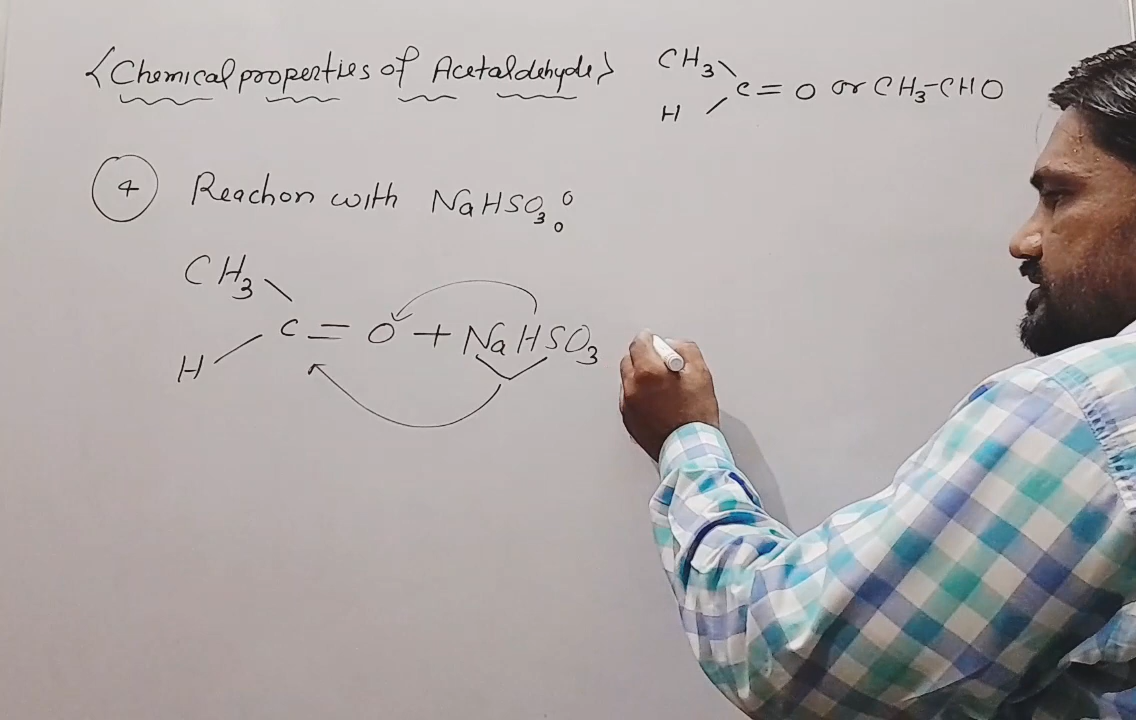 <Chemical properties of Acetaldehyde>
CH₃
C = O or CH₃-CHO
H
4 Reaction with NaHSO₃:
CH₃
C = O + NaHSO₃
H